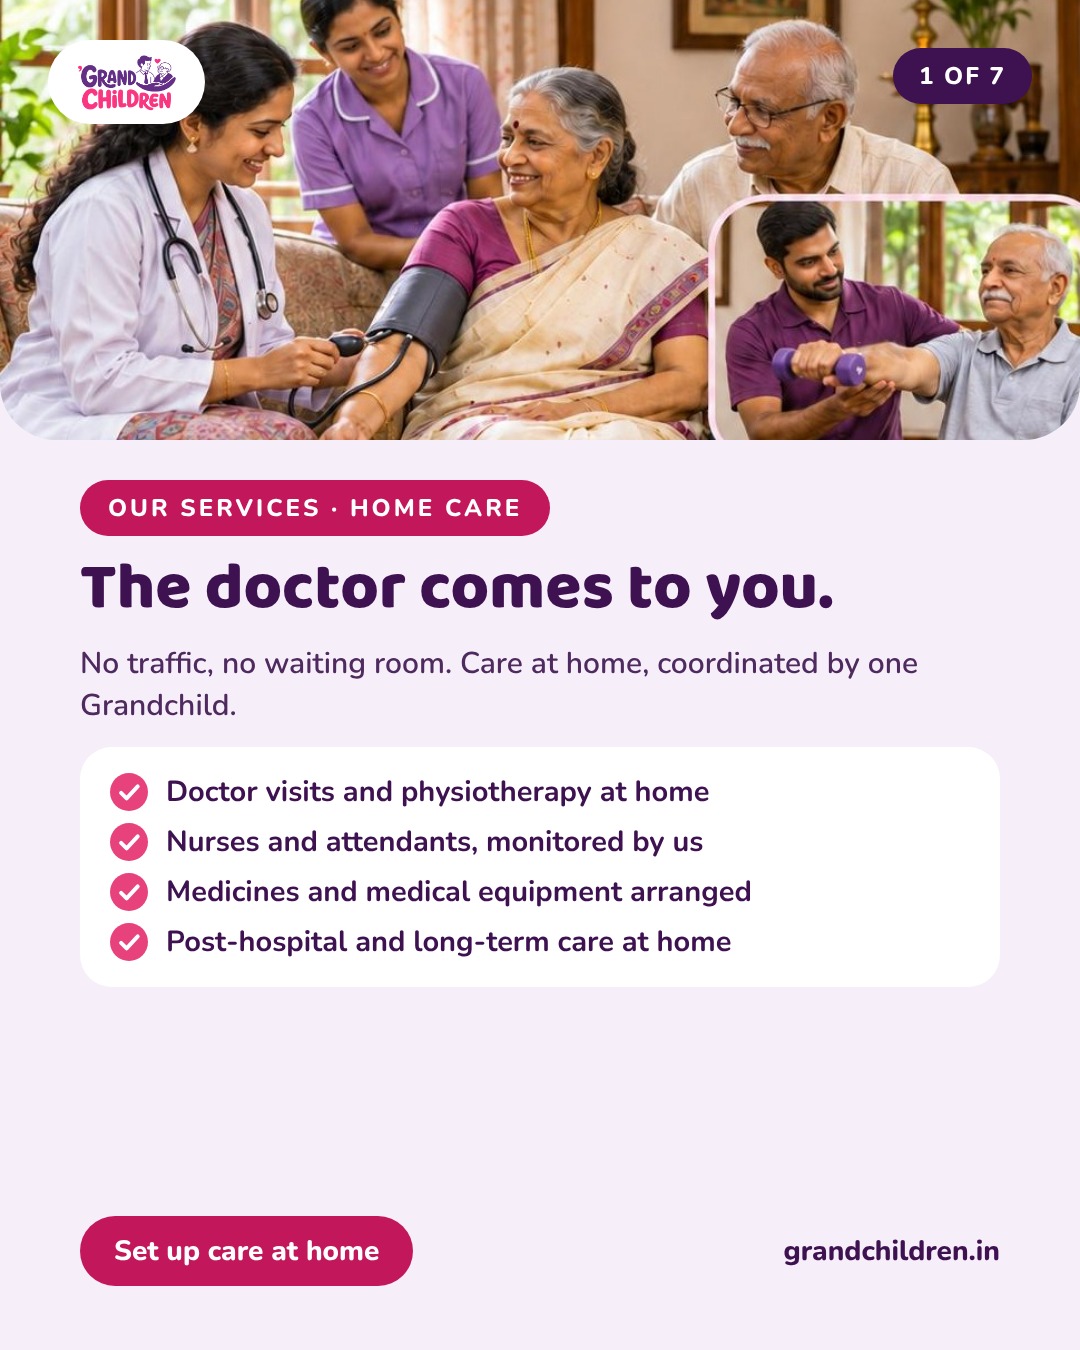 'GRAND
CHILDREN
1 OF 7
OUR SERVICES · HOME CARE
The doctor comes to you.
No traffic, no waiting room. Care at home, coordinated by one
Grandchild.
Doctor visits and physiotherapy at home
Nurses and attendants, monitored by us
Medicines and medical equipment arranged
Post-hospital and long-term care at home
Set up care at home
grandchildren.in